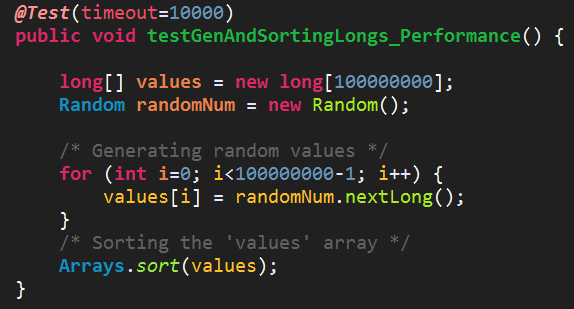 @Test(timeout=10000)
public void testGenAndSortingLongs_Performance() {
long[] values = new long[100000000];
Random randomNum = new Random();
/* Generating random values */
for (int i=0; i<100000000-1; i++) {
values[i] = randomNum.nextLong();
}
/* Sorting the 'values' array */
Arrays.sort(values);
}